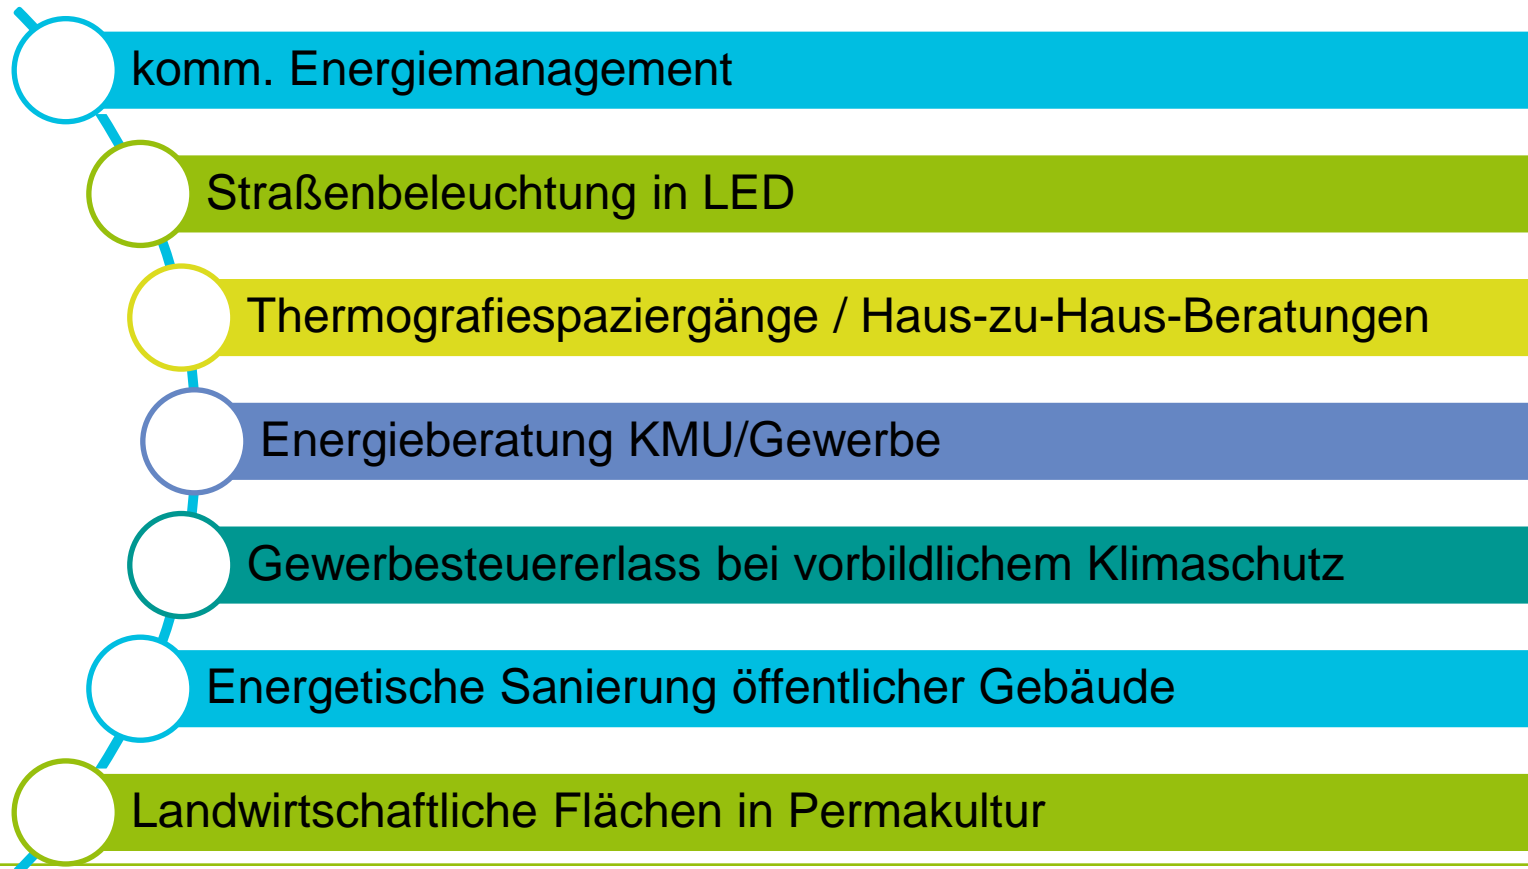 komm. Energiemanagement
Straßenbeleuchtung in LED
Thermografiespaziergänge / Haus-zu-Haus-Beratungen
Energieberatung KMU/Gewerbe
Gewerbesteuererlass bei vorbildlichem Klimaschutz
Energetische Sanierung öffentlicher Gebäude
Landwirtschaftliche Flächen in Permakultur